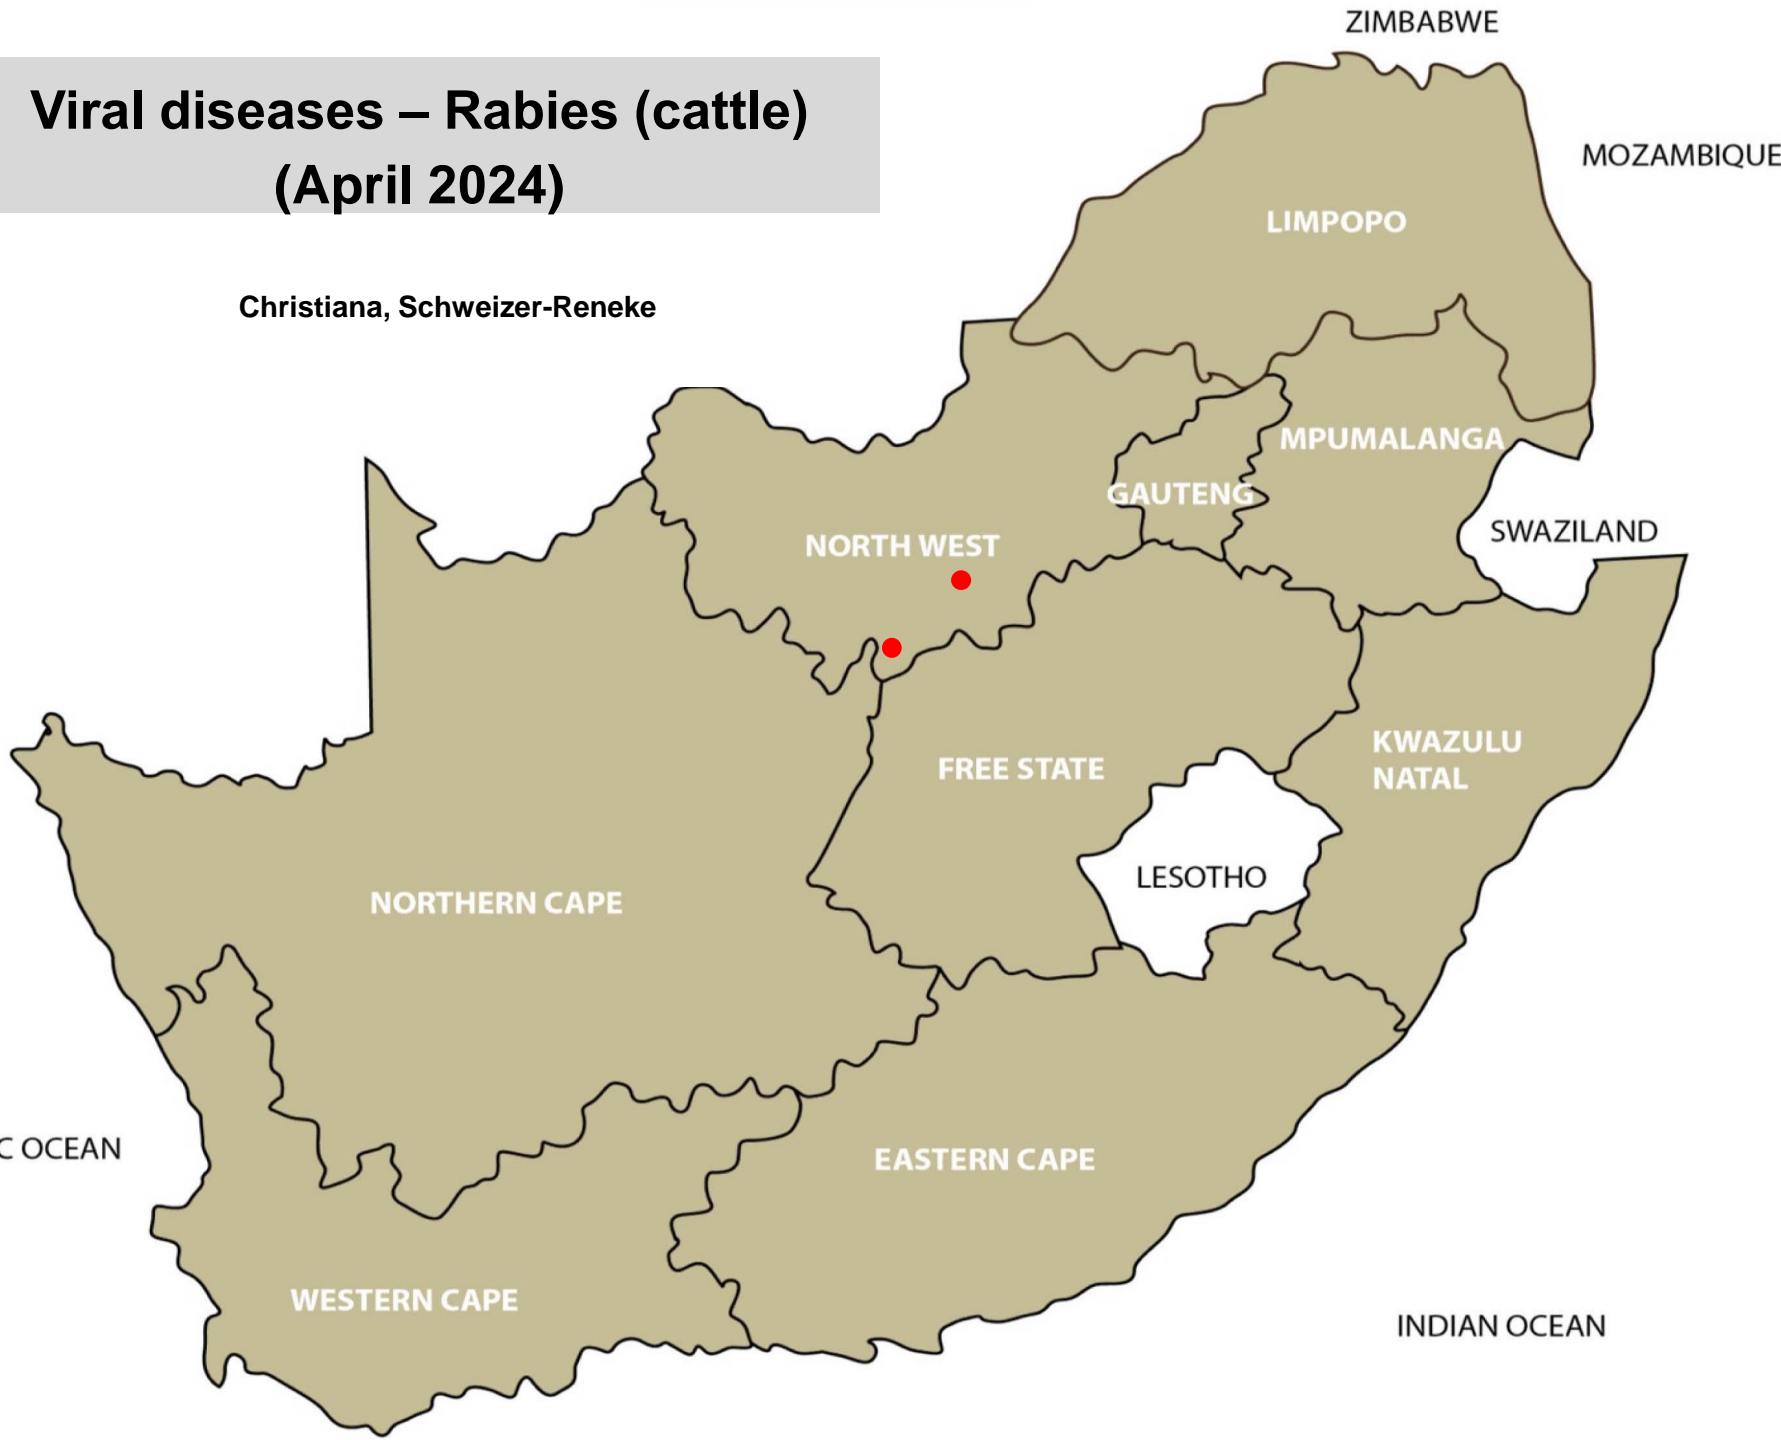 ZIMBABWE
Viral diseases – Rabies (cattle)
(April 2024)
MOZAMBIQUE
LIMPOPO
Christiana, Schweizer-Reneke
MPUMALANGA
GAUTENG
SWAZILAND
NORTH WEST
KWAZULU
NATAL
FREE STATE
LESOTHO
NORTHERN CAPE
C OCEAN
EASTERN CAPE
WESTERN CAPE
INDIAN OCEAN